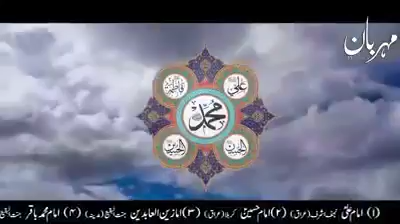 مہربان
علی
فاطمة
محمد
الحسن
الحسین
(۱) امام علیؑ نجف اشرف (عراق) (۲) امام حسینؑ کربلا (عراق) (۳) امام زین العابدین جنت البقیع (مدینہ) (۴) امام محمد باقرؑ جنت البقیع